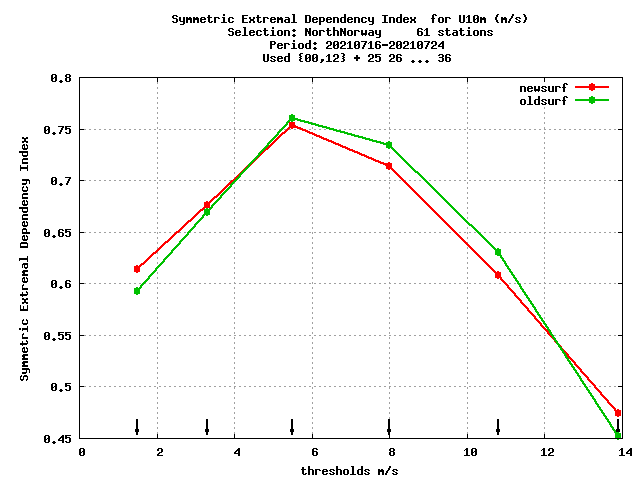 Symmetric Extremal Dependency Index  for U10m (m/s)
Selection: NorthNorway     61 stations
Period: 20210716-20210724
Used {00,12} + 25 26 ... 36
newsurf
oldsurf
Symmetric Extremal Dependency Index
0.8
0.75
0.7
0.65
0.6
0.55
0.5
0.45
0 2 4 6 8 10 12 14
thresholds m/s